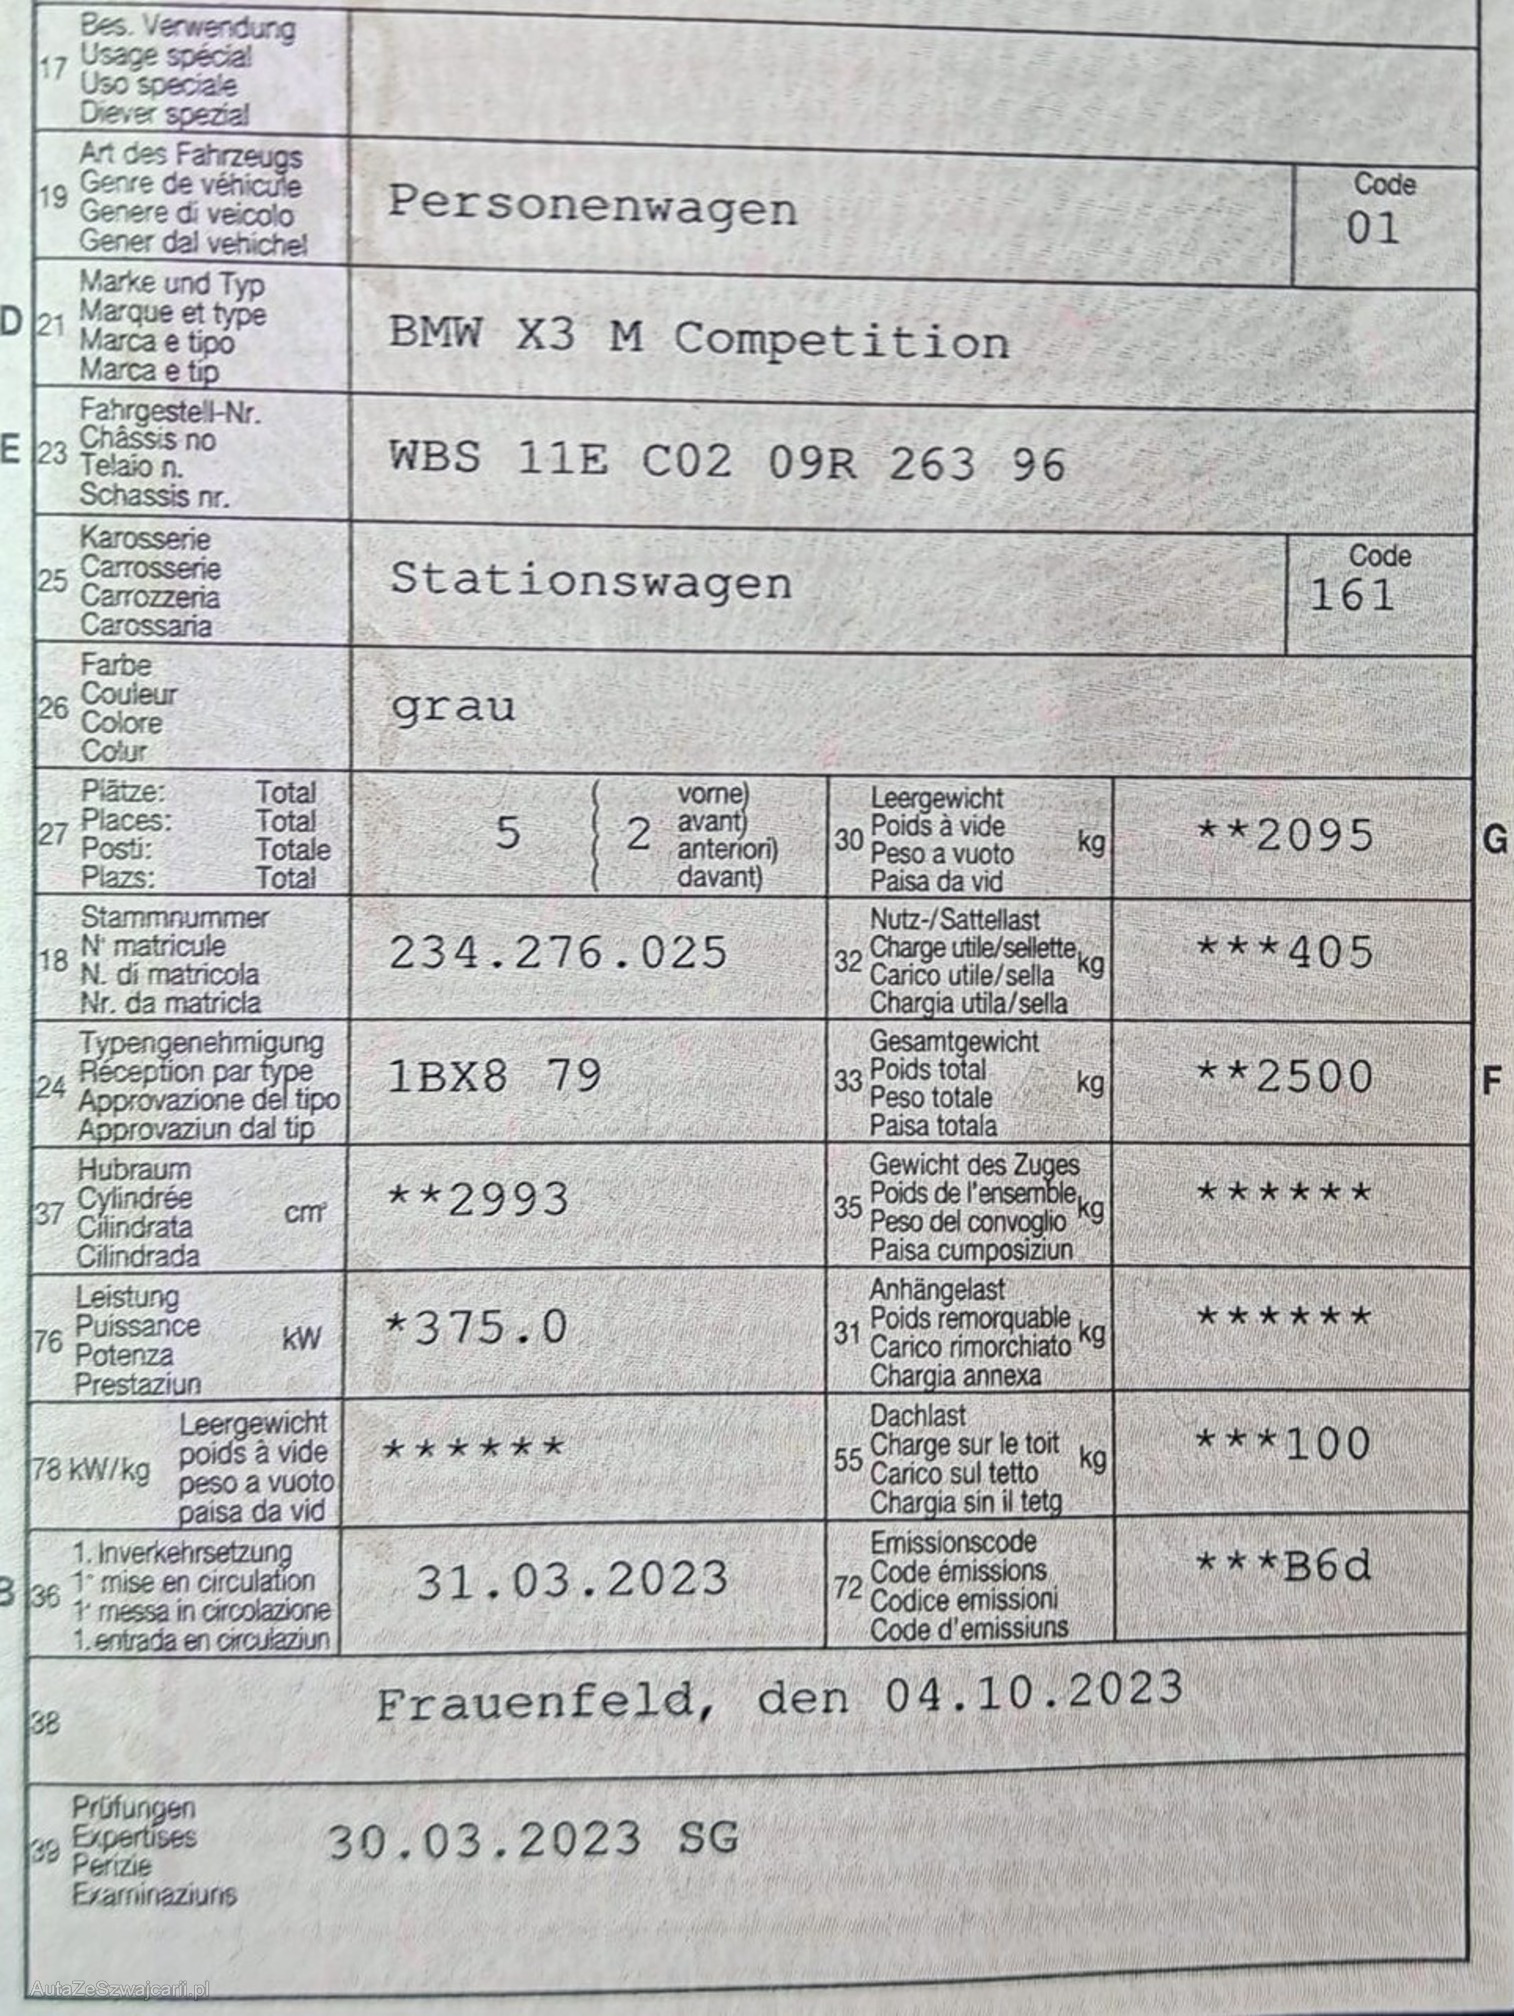 17 Bes. Verwendung
Usage spécial
Uso speciale
Diever spezial
19 Art des Fahrzeugs
Genre de véhicule
Genere di veicolo
Gener dal vehichel
Personenwagen
Code
01
D 21 Marke und Typ
Marque et type
Marca e tipo
Marca e tip
BMW X3 M Competition
E 23 Fahrgestell-Nr.
Châssis no
Telaio n.
Schassis nr.
WBS 11E C02 09R 263 96
25 Karosserie
Carrosserie
Carrozzeria
Carossaria
Stationswagen
Code
161
26 Farbe
Couleur
Colore
Colur
grau
27 Plätze: Total
Places: Total
Posti: Totale
Plazs: Total
5 ( 2 vorne)
( avant)
( anteriori)
( davant)
30 Leergewicht
Poids à vide kg
Peso a vuoto
Paisa da vid
**2095
G
18 Stammnummer
N° matricule
N. di matricola
Nr. da matricla
234.276.025
32 Nutz-/Sattellast
Charge utile/sellette kg
Carico utile/sella
Chargia utila/sella
***405
24 Typengenehmigung
Réception par type
Approvazione del tipo
Approvaziun dal tip
1BX8 79
33 Gesamtgewicht
Poids total kg
Peso totale
Paisa totala
**2500
F
37 Hubraum
Cylindrée cm³
Cilindrata
Cilindrada
**2993
35 Gewicht des Zuges
Poids de l'ensemble kg
Peso del convoglio
Paisa cumposiziun
******
76 Leistung
Puissance kW
Potenza
Prestaziun
*375.0
31 Anhängelast
Poids remorquable kg
Carico rimorchiato
Chargia annexa
******
78 kW/kg Leergewicht
poids à vide
peso a vuoto
paisa da vid
******
55 Dachlast
Charge sur le toit kg
Carico sul tetto
Chargia sin il tetg
***100
B 36 1. Inverkehrsetzung
1ʳ mise en circulation
1ʳ messa in circolazione
1. entrada en circulaziun
31.03.2023
72 Emissionscode
Code émissions
Codice emissioni
Code d'emissiuns
***B6d
38 Frauenfeld, den 04.10.2023
39 Prüfungen
Expertises
Perizie
Examinaziuns
30.03.2023 SG
AutaZeSzwajcarii.pl